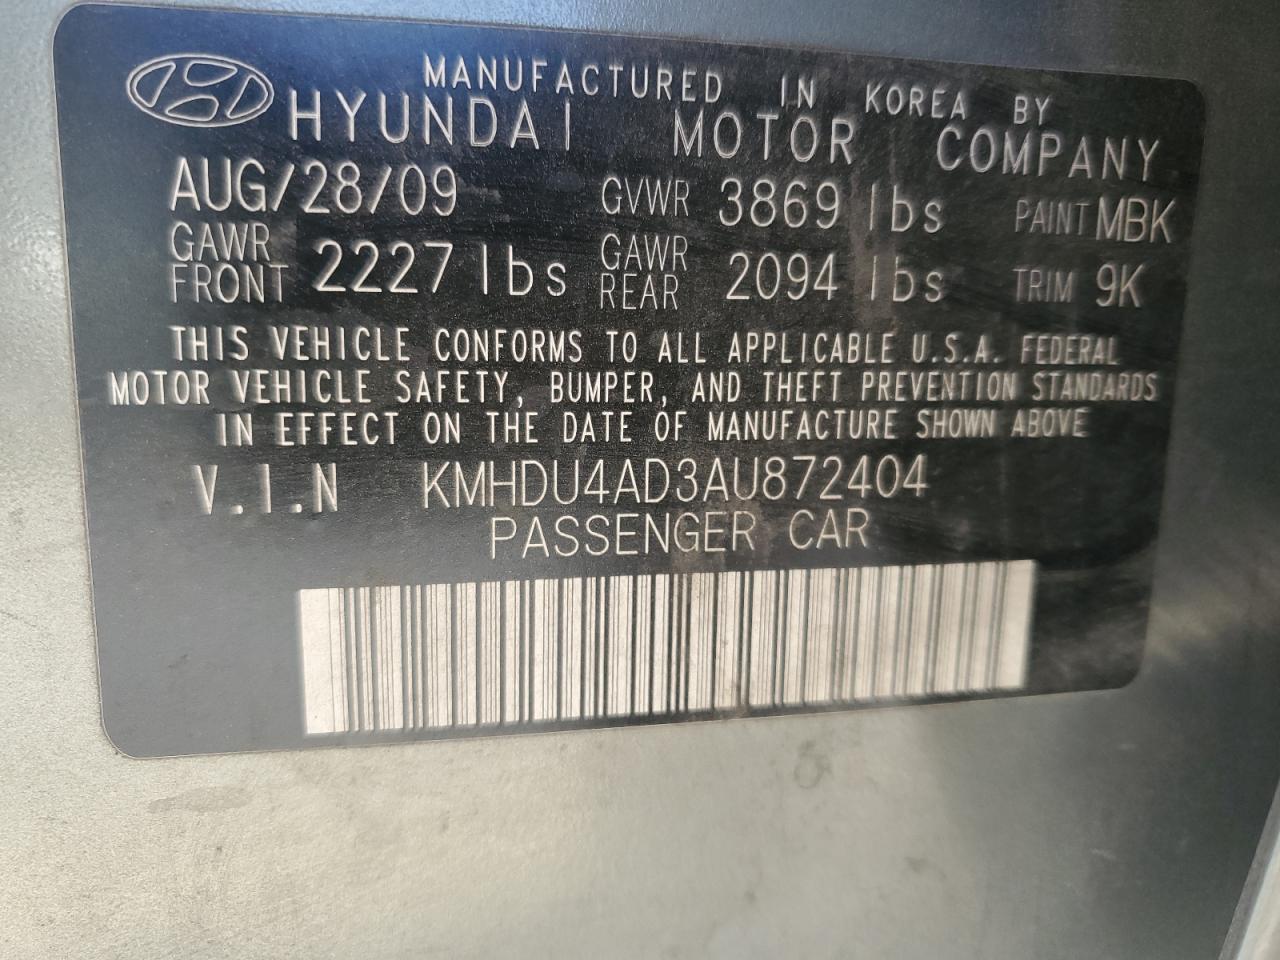 MANUFACTURED IN KOREA BY
HYUNDAI MOTOR COMPANY
AUG/28/09 GVWR 3869 lbs PAINT MBK
GAWR FRONT 2227 lbs GAWR REAR 2094 lbs TRIM 9K
THIS VEHICLE CONFORMS TO ALL APPLICABLE U.S.A. FEDERAL
MOTOR VEHICLE SAFETY, BUMPER, AND THEFT PREVENTION STANDARDS
IN EFFECT ON THE DATE OF MANUFACTURE SHOWN ABOVE
V.I.N KMHDU4AD3AU872404
PASSENGER CAR